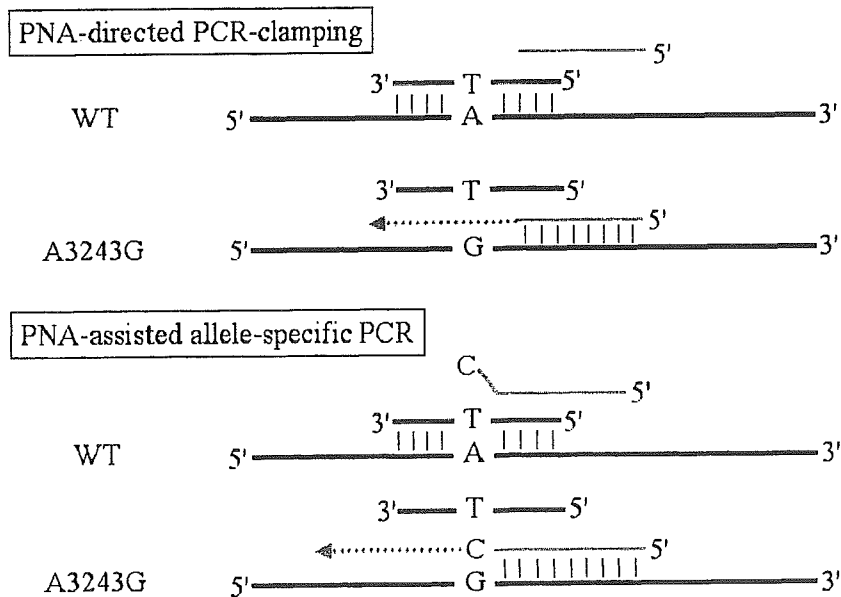 PNA-directed PCR-clamping
5'
3' T 5'
WT 5' A 3'
3' T 5'
5'
A3243G 5' G 3'
PNA-assisted allele-specific PCR
C
5'
3' T 5'
WT 5' A 3'
3' T 5'
C 5'
A3243G 5' G 3'